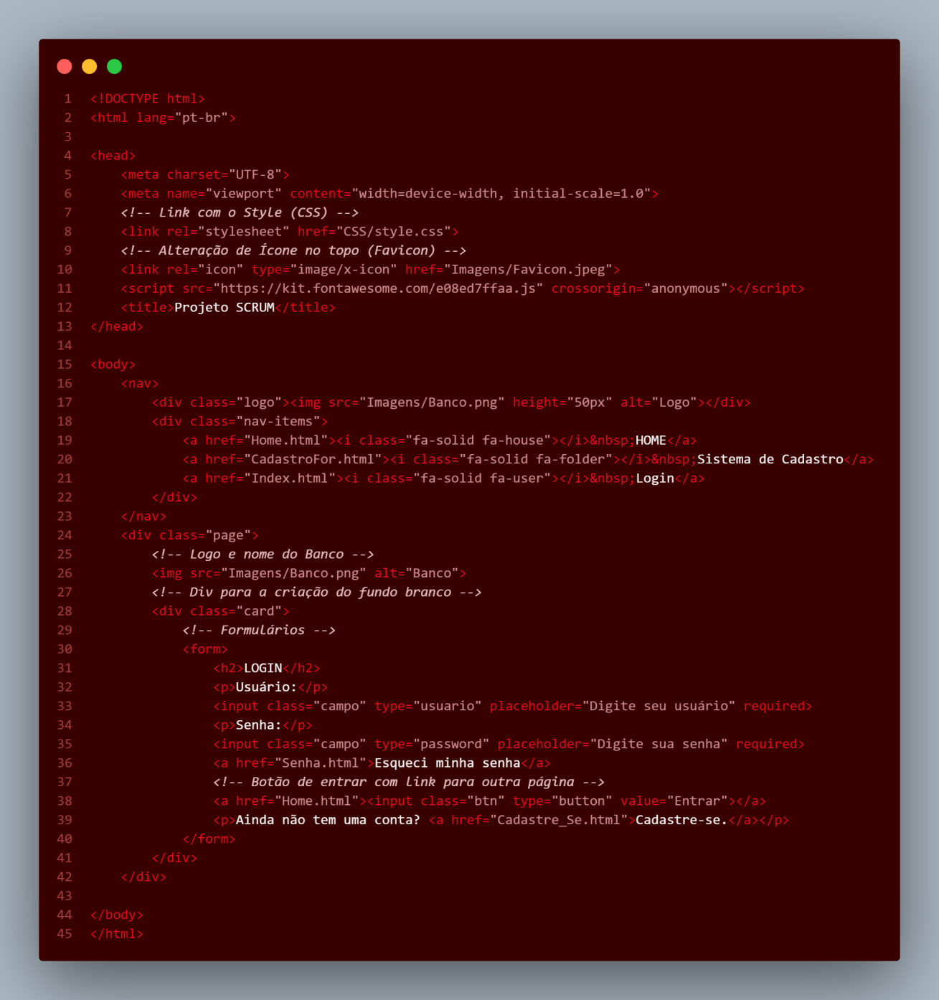 1 <!DOCTYPE html>
2 <html lang="pt-br">
3
4 <head>
5     <meta charset="UTF-8">
6     <meta name="viewport" content="width=device-width, initial-scale=1.0">
7     <!-- Link com o Style (CSS) -->
8     <link rel="stylesheet" href="CSS/style.css">
9     <!-- Alteração de Ícone no topo (Favicon) -->
10     <link rel="icon" type="image/x-icon" href="Imagens/Favicon.jpeg">
11     <script src="https://kit.fontawesome.com/e08ed7ffaa.js" crossorigin="anonymous"></script>
12     <title>Projeto SCRUM</title>
13 </head>
14
15 <body>
16     <nav>
17         <div class="logo"><img src="Imagens/Banco.png" height="50px" alt="Logo"></div>
18         <div class="nav-items">
19             <a href="Home.html"><i class="fa-solid fa-house"></i>&nbsp;HOME</a>
20             <a href="CadastroFor.html"><i class="fa-solid fa-folder"></i>&nbsp;Sistema de Cadastro</a>
21             <a href="Index.html"><i class="fa-solid fa-user"></i>&nbsp;Login</a>
22         </div>
23     </nav>
24     <div class="page">
25         <!-- Logo e nome do Banco -->
26         <img src="Imagens/Banco.png" alt="Banco">
27         <!-- Div para a criação do fundo branco -->
28         <div class="card">
29             <!-- Formulários -->
30             <form>
31                 <h2>LOGIN</h2>
32                 <p>Usuário:</p>
33                 <input class="campo" type="usuario" placeholder="Digite seu usuário" required>
34                 <p>Senha:</p>
35                 <input class="campo" type="password" placeholder="Digite sua senha" required>
36                 <a href="Senha.html">Esqueci minha senha</a>
37                 <!-- Botão de entrar com link para outra página -->
38                 <a href="Home.html"><input class="btn" type="button" value="Entrar"></a>
39                 <p>Ainda não tem uma conta? <a href="Cadastre_Se.html">Cadastre-se.</a></p>
40             </form>
41         </div>
42     </div>
43
44 </body>
45 </html>